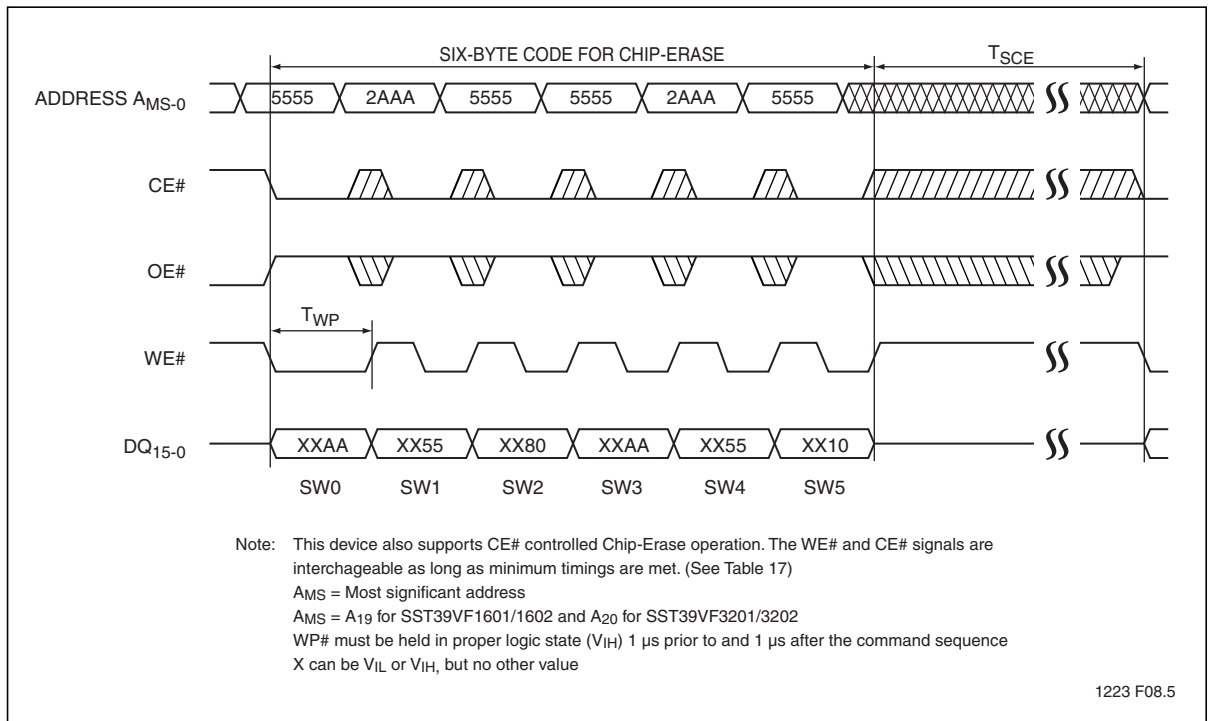 SIX-BYTE CODE FOR CHIP-ERASE
TSCE
ADDRESS AMS-0
5555 2AAA 5555 5555 2AAA 5555
CE#
OE#
TWP
WE#
DQ15-0
XXAA XX55 XX80 XXAA XX55 XX10
SW0 SW1 SW2 SW3 SW4 SW5
Note: This device also supports CE# controlled Chip-Erase operation. The WE# and CE# signals are
interchageable as long as minimum timings are met. (See Table 17)
AMS = Most significant address
AMS = A19 for SST39VF1601/1602 and A20 for SST39VF3201/3202
WP# must be held in proper logic state (VIH) 1 µs prior to and 1 µs after the command sequence
X can be VIL or VIH, but no other value
1223 F08.5